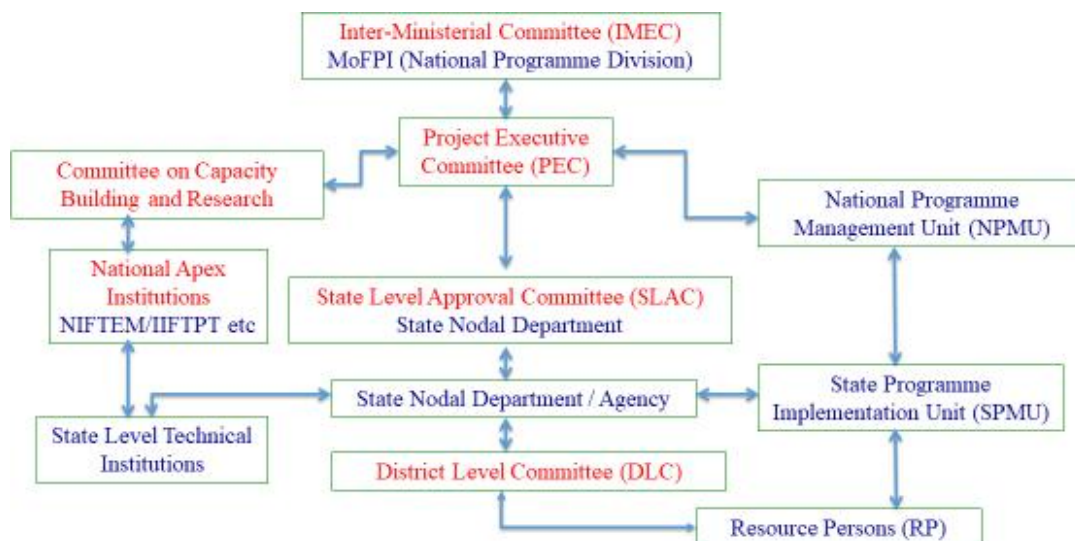 Inter-Ministerial Committee (IMEC)
MoFPI (National Programme Division)
Project Executive
Committee (PEC)
Committee on Capacity
Building and Research
National Programme
Management Unit (NPMU)
National Apex
Institutions
NIFTEM/IIFTPT etc
State Level Approval Committee (SLAC)
State Nodal Department
State Nodal Department / Agency
State Programme
Implementation Unit (SPMU)
State Level Technical
Institutions
District Level Committee (DLC)
Resource Persons (RP)